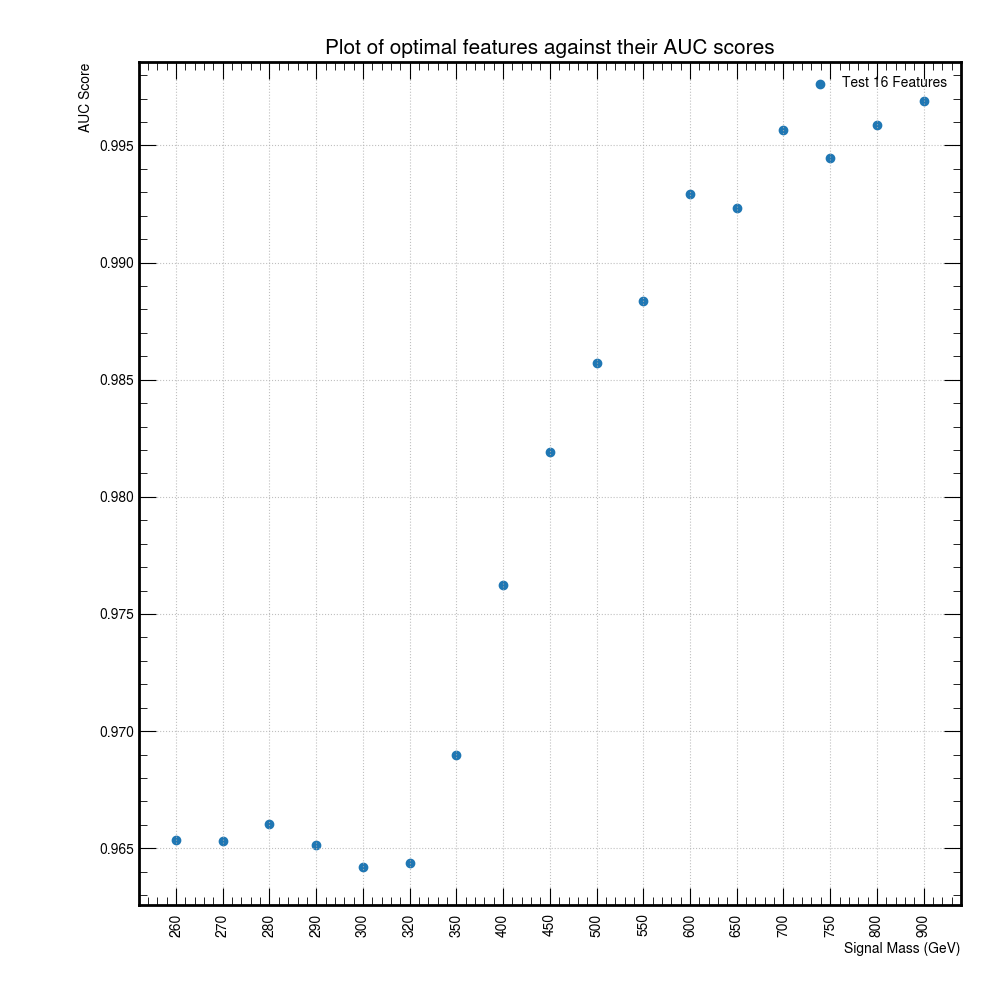 Plot of optimal features against their AUC scores
AUC Score
Test 16 Features
0.995
0.990
0.985
0.980
0.975
0.970
0.965
260 270 280 290 300 320 350 400 450 500 550 600 650 700 750 800 900
Signal Mass (GeV)